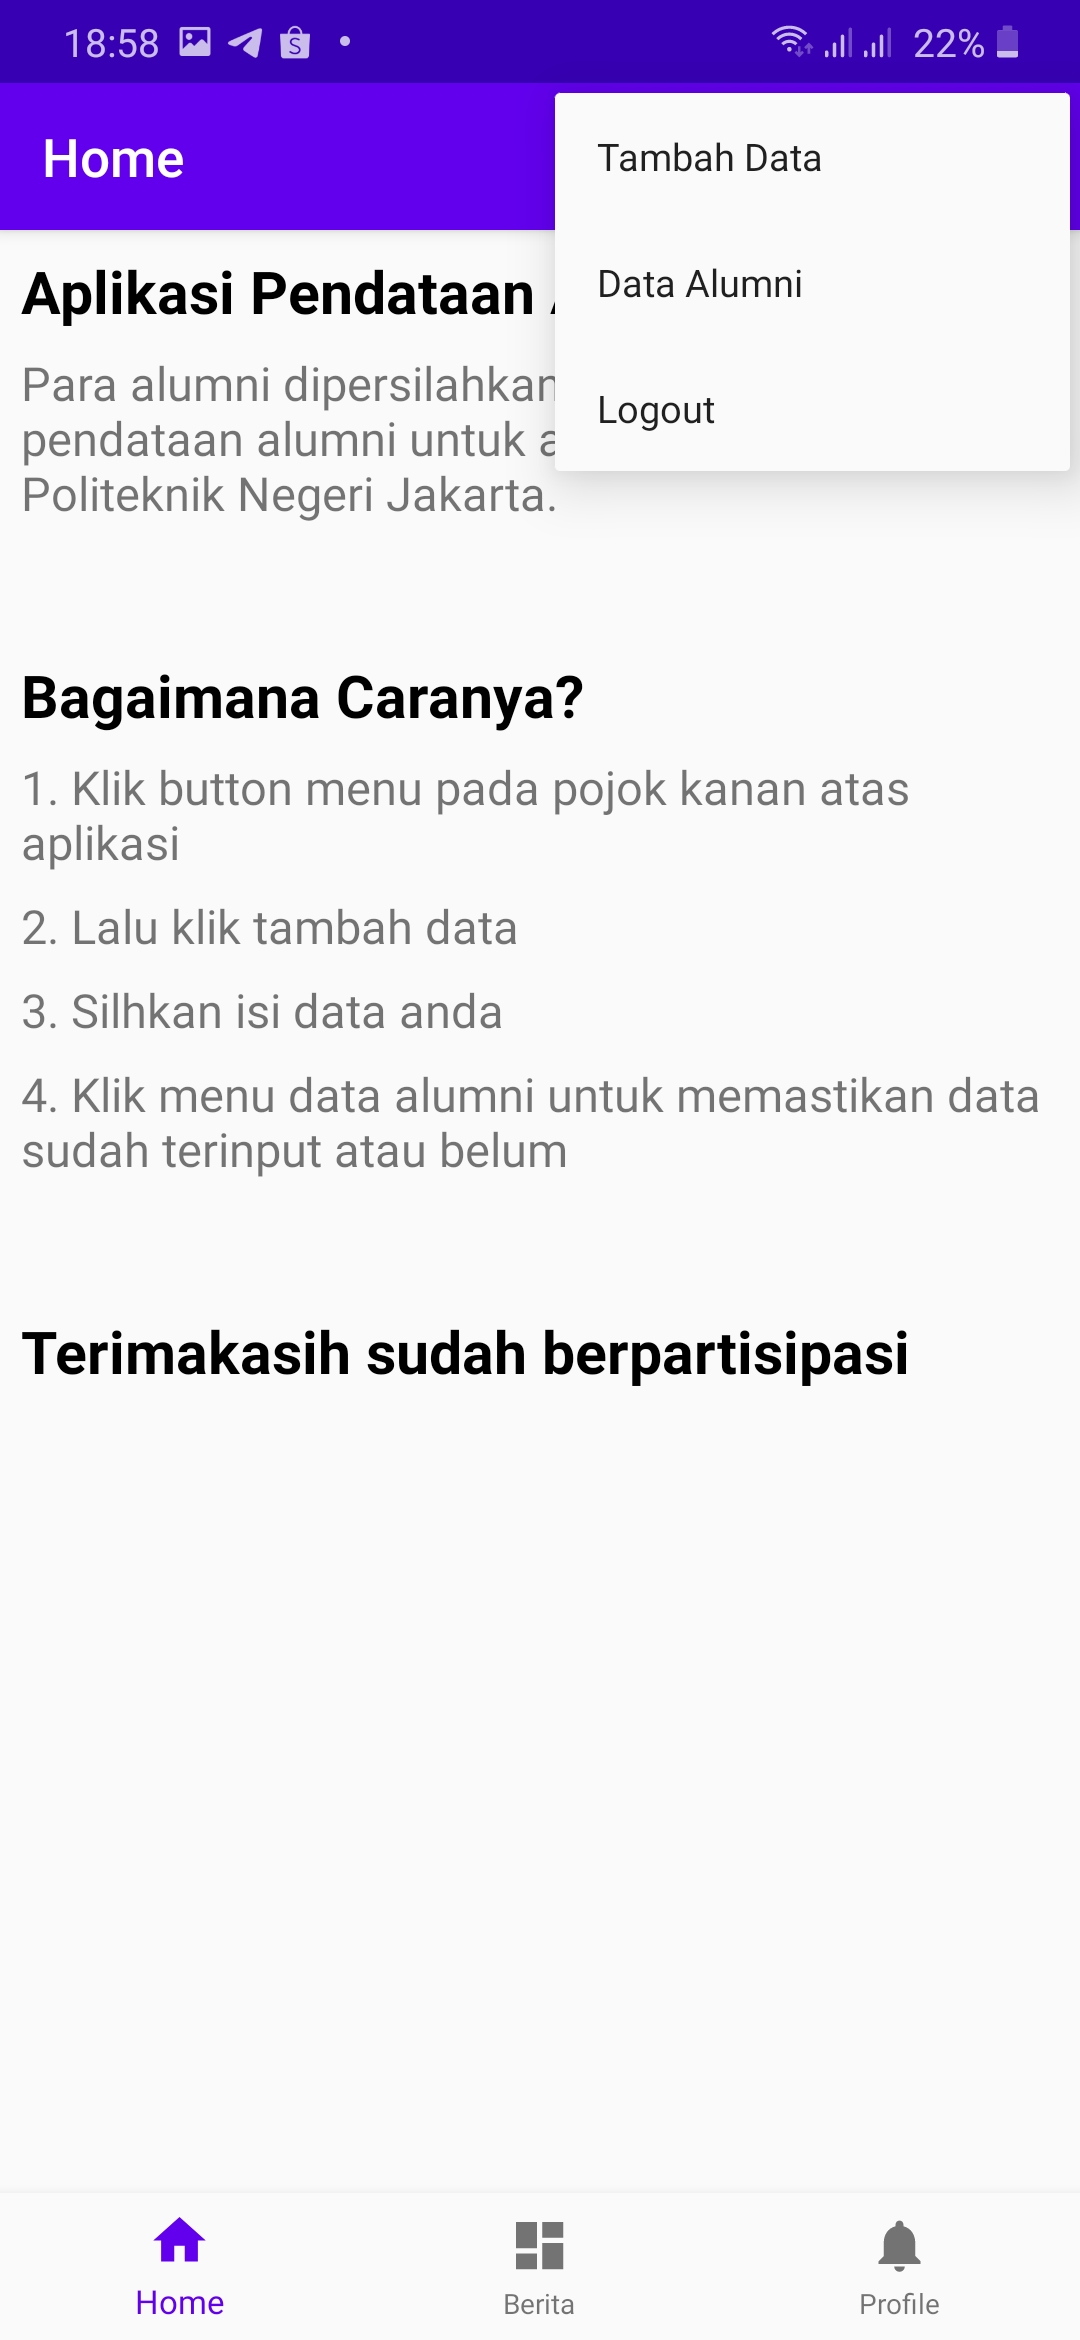 18:58
22%
Home
Tambah Data
Data Alumni
Logout
Aplikasi Pendataan
Para alumni dipersilahkan
pendataan alumni untuk
Politeknik Negeri Jakarta.
Bagaimana Caranya?
1. Klik button menu pada pojok kanan atas
aplikasi
2. Lalu klik tambah data
3. Silhkan isi data anda
4. Klik menu data alumni untuk memastikan data
sudah terinput atau belum
Terimakasih sudah berpartisipasi
Home
Berita
Profile